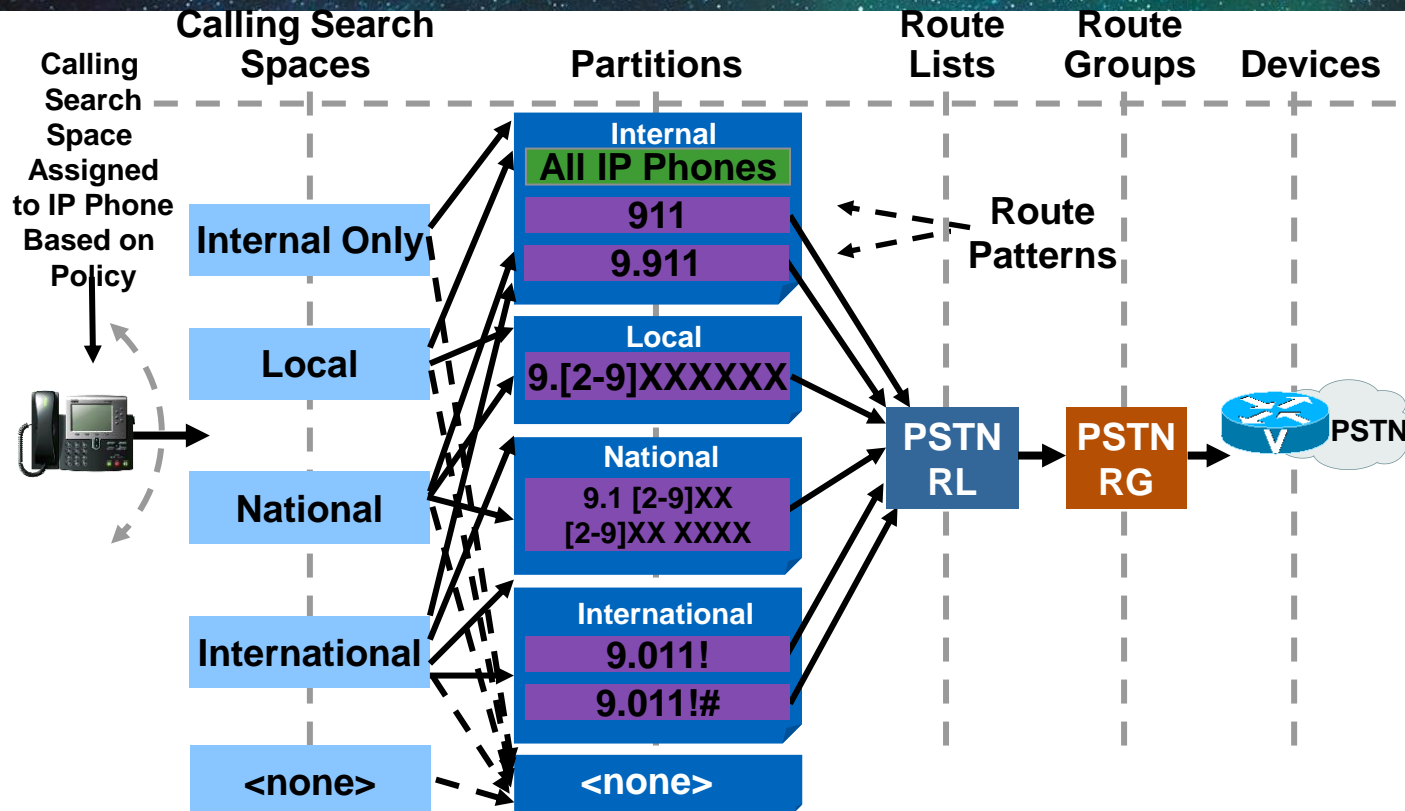 Calling Search
Spaces
Partitions
Route
Lists
Route
Groups
Devices
Calling
Search
Space
Assigned
to IP Phone
Based on
Policy
Internal Only
Local
National
International
<none>
Internal
All IP Phones
911
9.911
Local
9.[2-9]XXXXXX
National
9.1 [2-9]XX
[2-9]XX XXXX
International
9.011!
9.011!#
<none>
Route
Patterns
PSTN
RL
PSTN
RG
V
PSTN